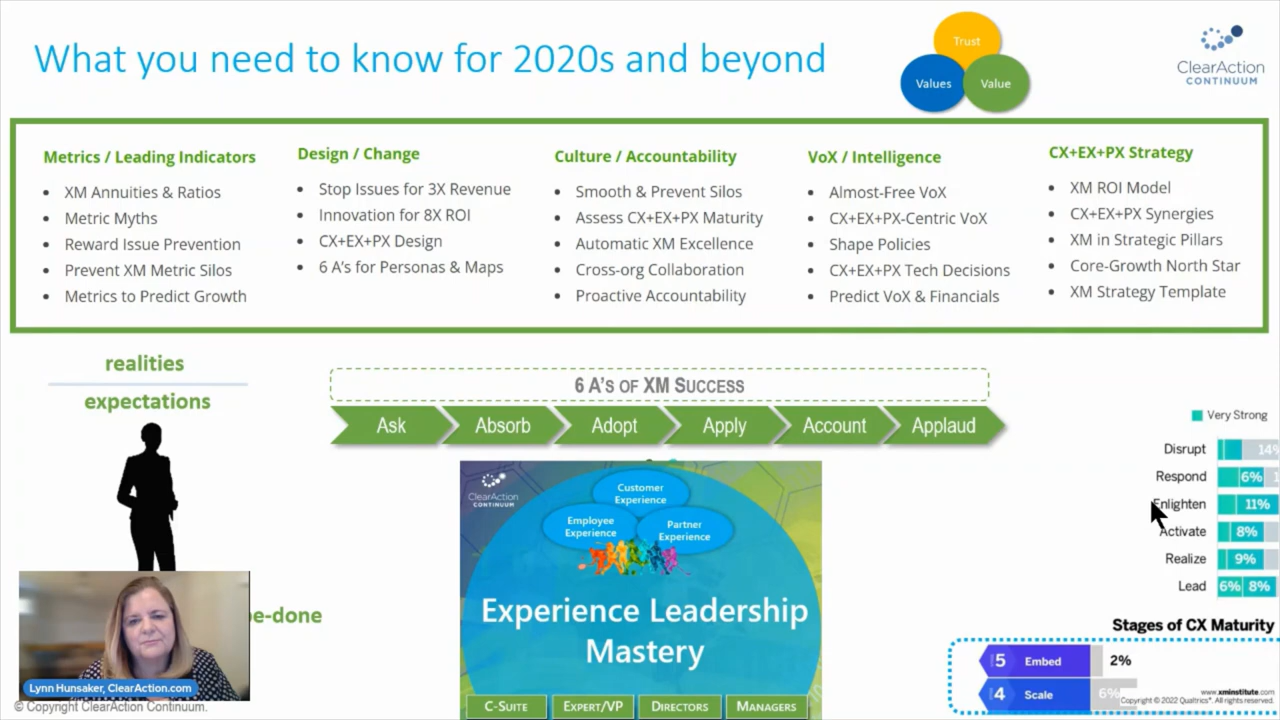 What you need to know for 2020s and beyond
Trust
Values
Value
ClearAction
CONTINUUM
Metrics / Leading Indicators
• XM Annuities & Ratios
• Metric Myths
• Reward Issue Prevention
• Prevent XM Metric Silos
• Metrics to Predict Growth
Design / Change
• Stop Issues for 3X Revenue
• Innovation for 8X ROI
• CX+EX+PX Design
• 6 A's for Personas & Maps
Culture / Accountability
• Smooth & Prevent Silos
• Assess CX+EX+PX Maturity
• Automatic XM Excellence
• Cross-org Collaboration
• Proactive Accountability
VoX / Intelligence
• Almost-Free VoX
• CX+EX+PX-Centric VoX
• Shape Policies
• CX+EX+PX Tech Decisions
• Predict VoX & Financials
CX+EX+PX Strategy
• XM ROI Model
• CX+EX+PX Synergies
• XM in Strategic Pillars
• Core-Growth North Star
• XM Strategy Template
realities
expectations
e-done
6 A'S OF XM SUCCESS
Ask
Absorb
Adopt
Apply
Account
Applaud
ClearAction
CONTINUUM
Customer
Experience
Employee
Experience
Partner
Experience
Experience Leadership
Mastery
C-SUITE
EXPERT/VP
DIRECTORS
MANAGERS
Very Strong
Disrupt 14%
Respond 6% 1
Enlighten 11%
Activate 8%
Realize 9%
Lead 6% 8%
Stages of CX Maturity
5 Embed 2%
4 Scale 6%
www.xminstitute.com
Copyright © 2022 Qualtrics®. All rights reserved.
Lynn Hunsaker, ClearAction.com
© Copyright ClearAction Continuum.